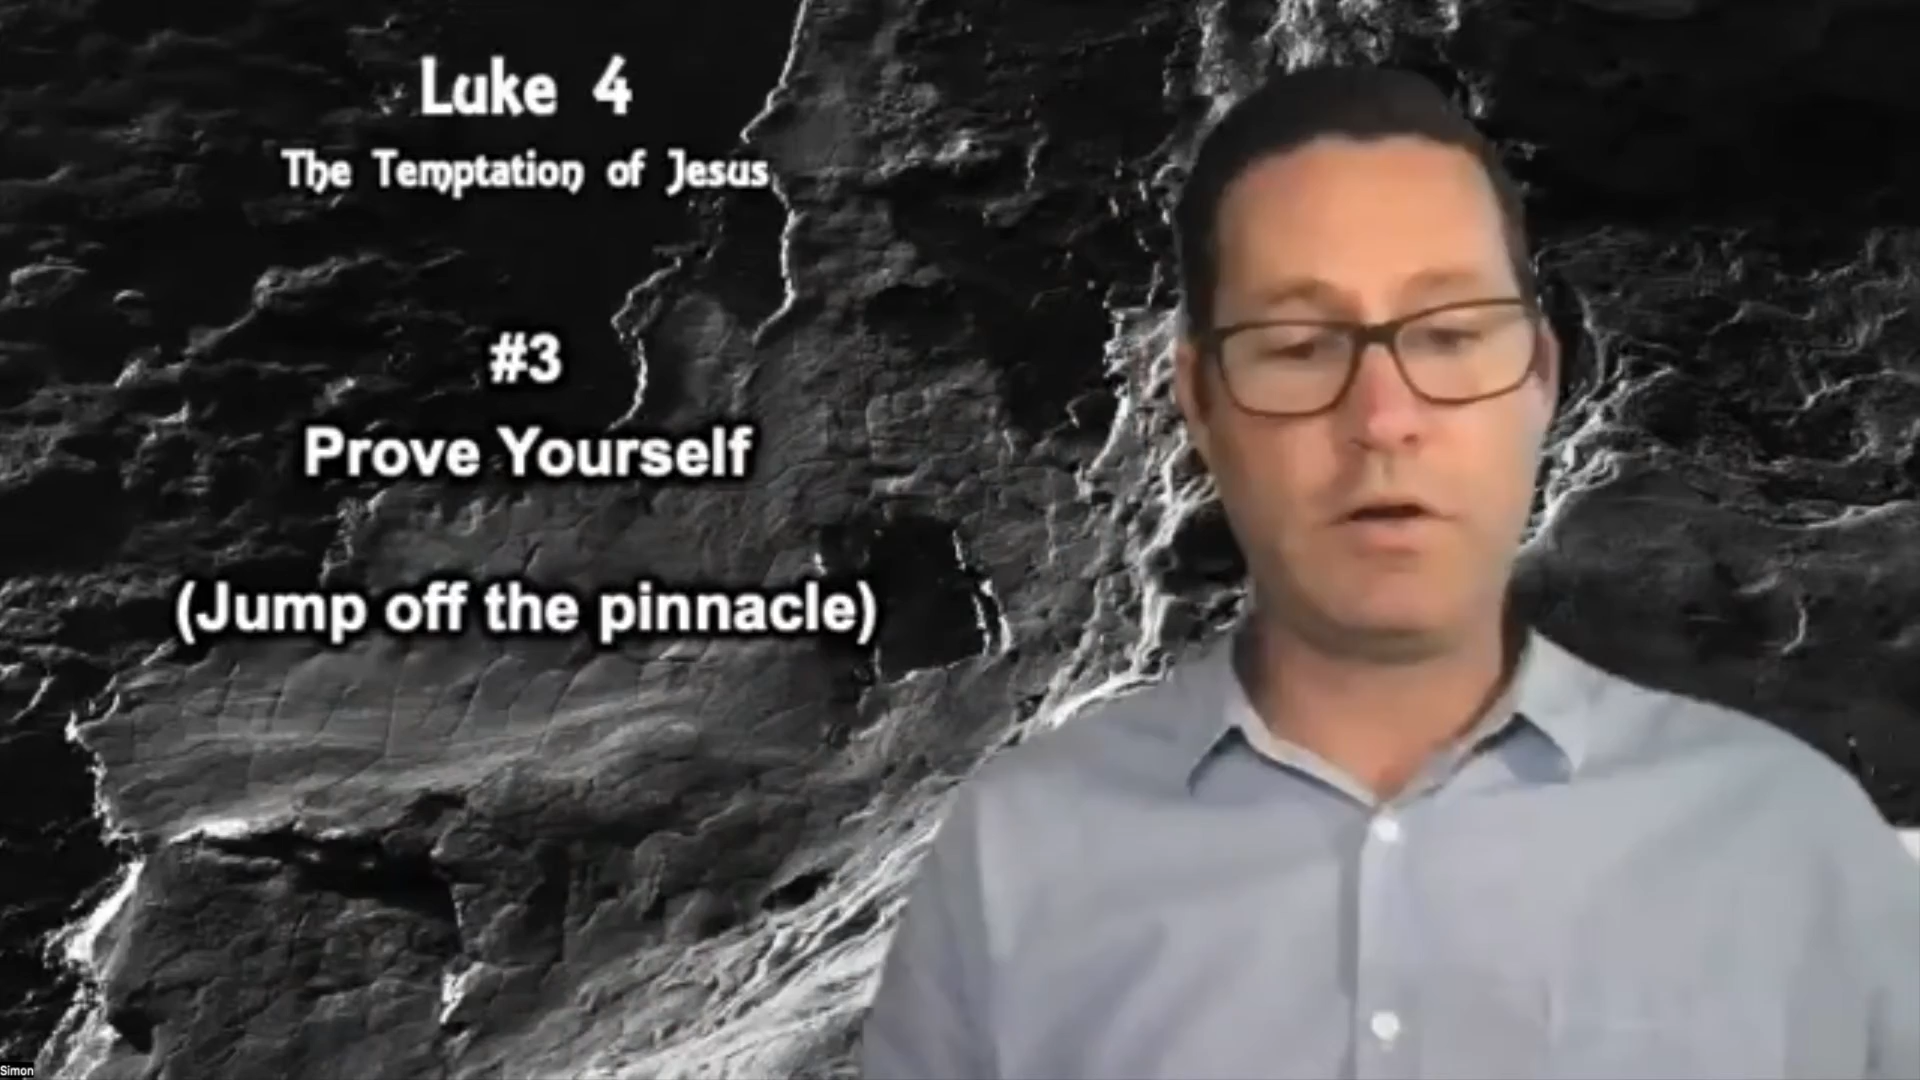 Luke 4
The Temptation of Jesus
#3
Prove Yourself
(Jump off the pinnacle)
Simon